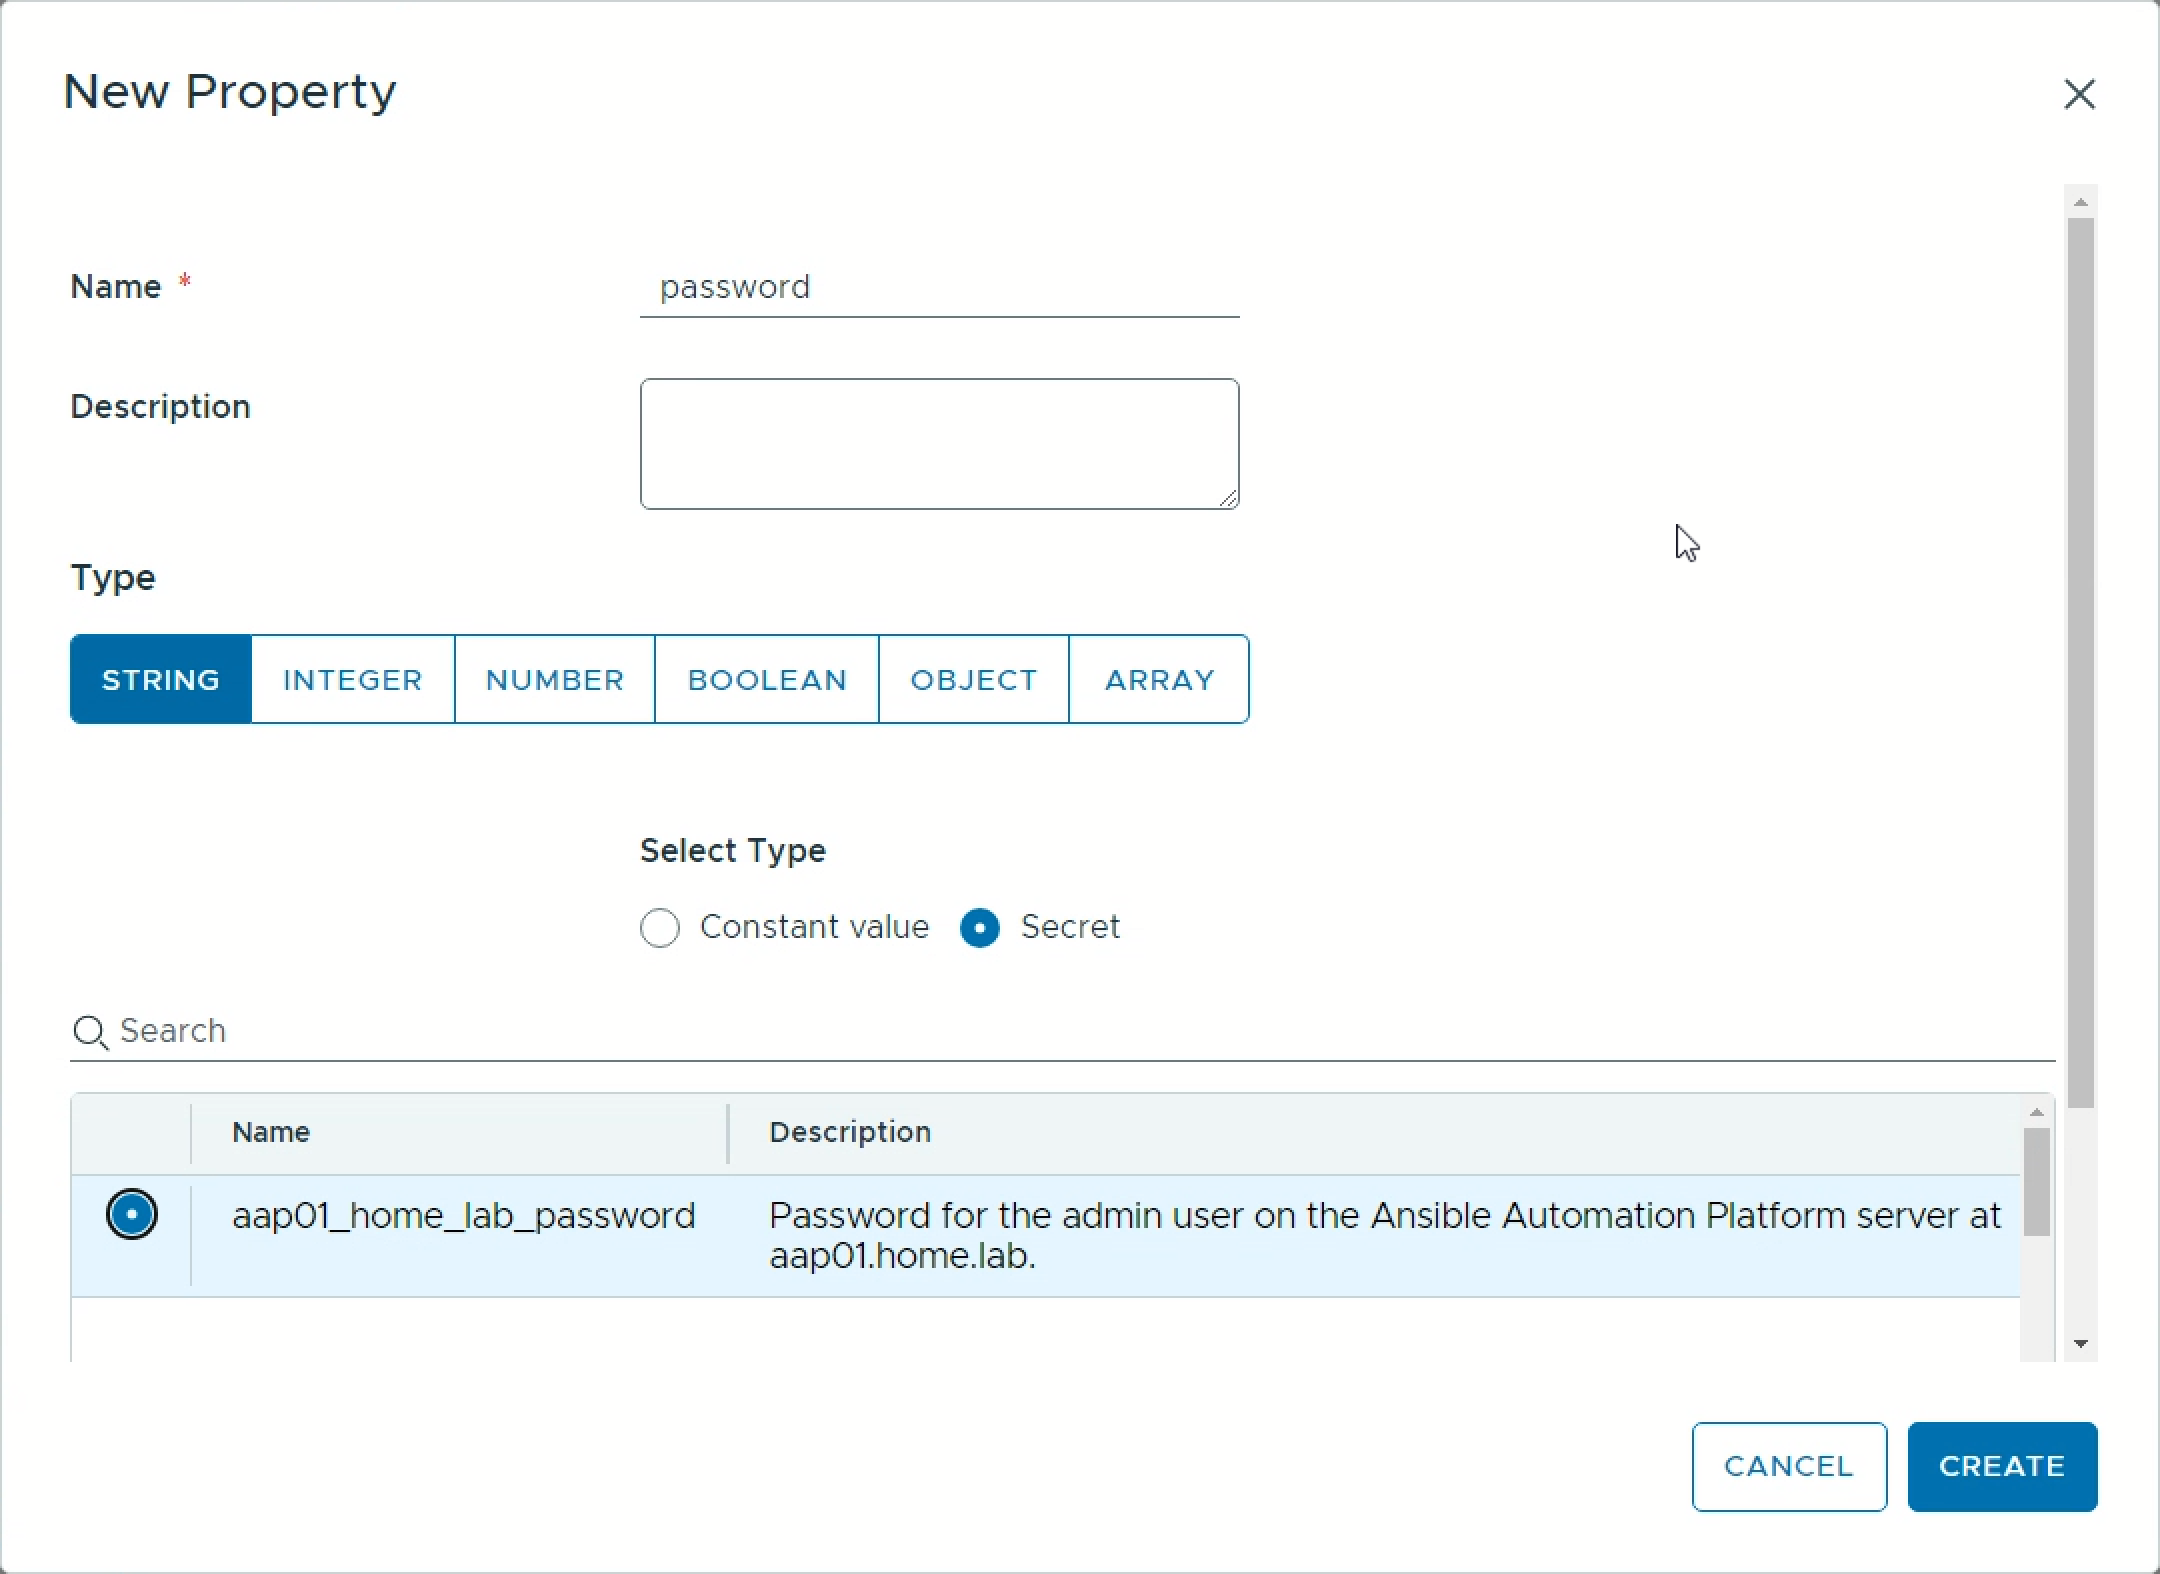 New Property
Name *
password
Description
Type
STRING INTEGER NUMBER BOOLEAN OBJECT ARRAY
Select Type
Constant value Secret
Search
Name Description
aap01_home_lab_password Password for the admin user on the Ansible Automation Platform server at
aap01.home.lab.
CANCEL CREATE